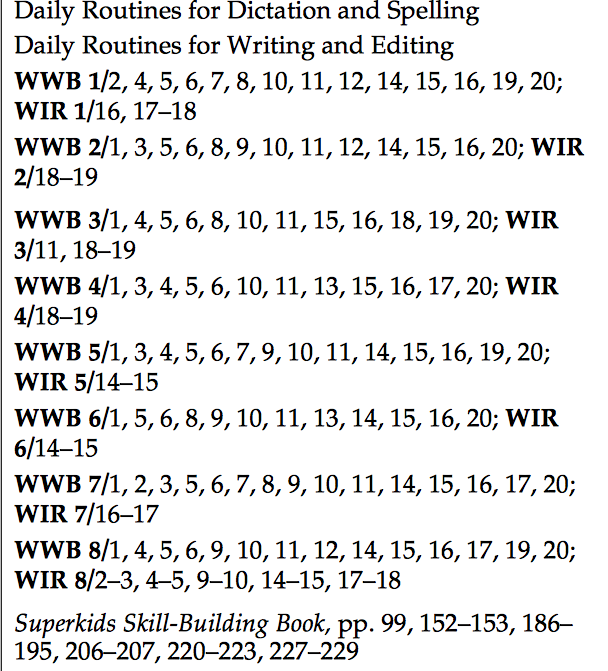 Daily Routines for Dictation and Spelling
Daily Routines for Writing and Editing
WWB 1/2, 4, 5, 6, 7, 8, 10, 11, 12, 14, 15, 16, 19, 20;
WIR 1/16, 17–18
WWB 2/1, 3, 5, 6, 8, 9, 10, 11, 12, 14, 15, 16, 20; WIR
2/18–19
WWB 3/1, 4, 5, 6, 8, 10, 11, 15, 16, 18, 19, 20; WIR
3/11, 18–19
WWB 4/1, 3, 4, 5, 6, 10, 11, 13, 15, 16, 17, 20; WIR
4/18–19
WWB 5/1, 3, 4, 5, 6, 7, 9, 10, 11, 14, 15, 16, 19, 20;
WIR 5/14–15
WWB 6/1, 5, 6, 8, 9, 10, 11, 13, 14, 15, 16, 20; WIR
6/14–15
WWB 7/1, 2, 3, 5, 6, 7, 8, 9, 10, 11, 14, 15, 16, 17, 20;
WIR 7/16–17
WWB 8/1, 4, 5, 6, 9, 10, 11, 12, 14, 15, 16, 17, 19, 20;
WIR 8/2–3, 4–5, 9–10, 14–15, 17–18
Superkids Skill-Building Book, pp. 99, 152–153, 186–
195, 206–207, 220–223, 227–229